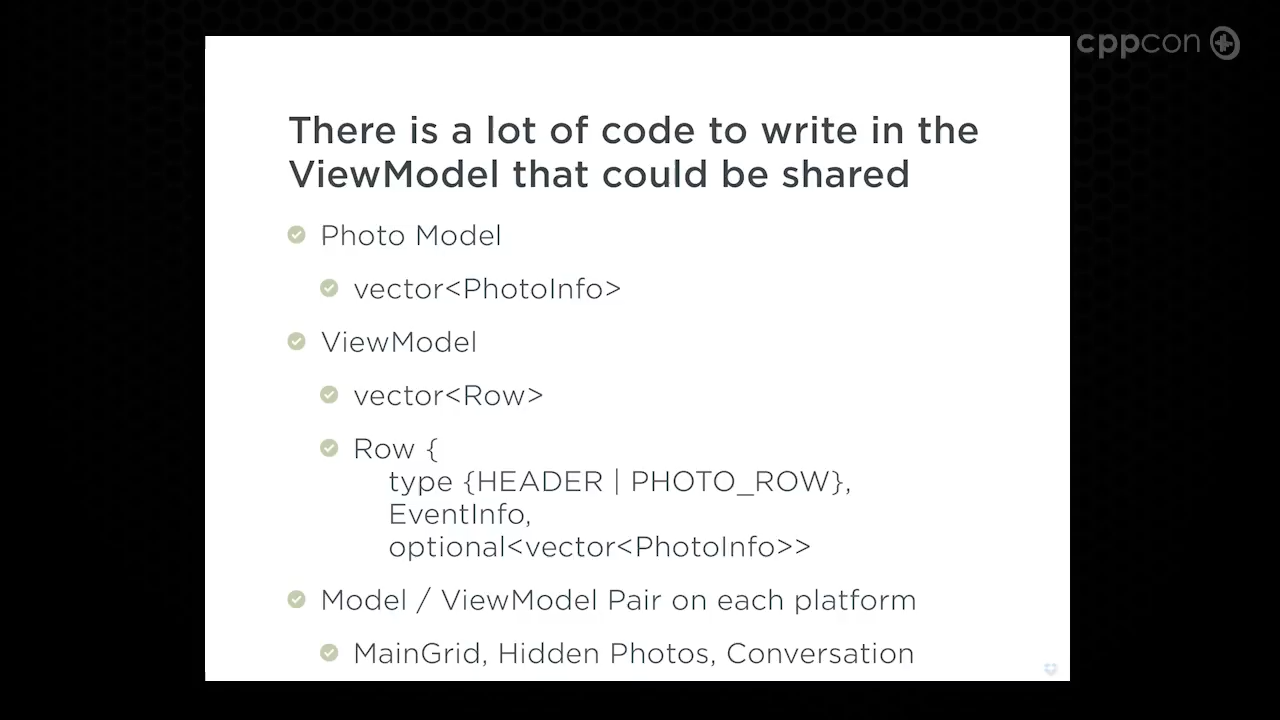 cppcon
There is a lot of code to write in the
ViewModel that could be shared
Photo Model
vector<PhotoInfo>
ViewModel
vector<Row>
Row {
type {HEADER | PHOTO_ROW},
EventInfo,
optional<vector<PhotoInfo>>
Model / ViewModel Pair on each platform
MainGrid, Hidden Photos, Conversation